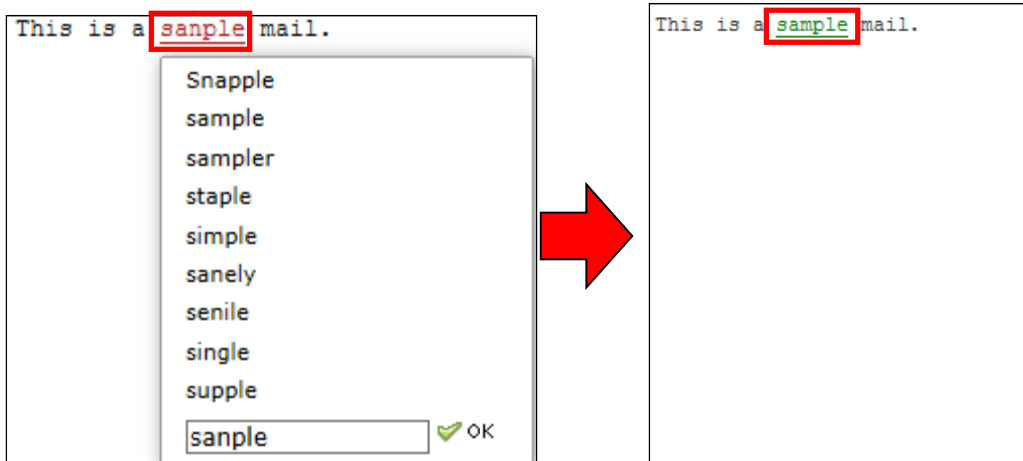 This is a sanple mail.
Snapple
sample
sampler
staple
simple
sanely
senile
single
supple
sanple OK
This is a sample mail.